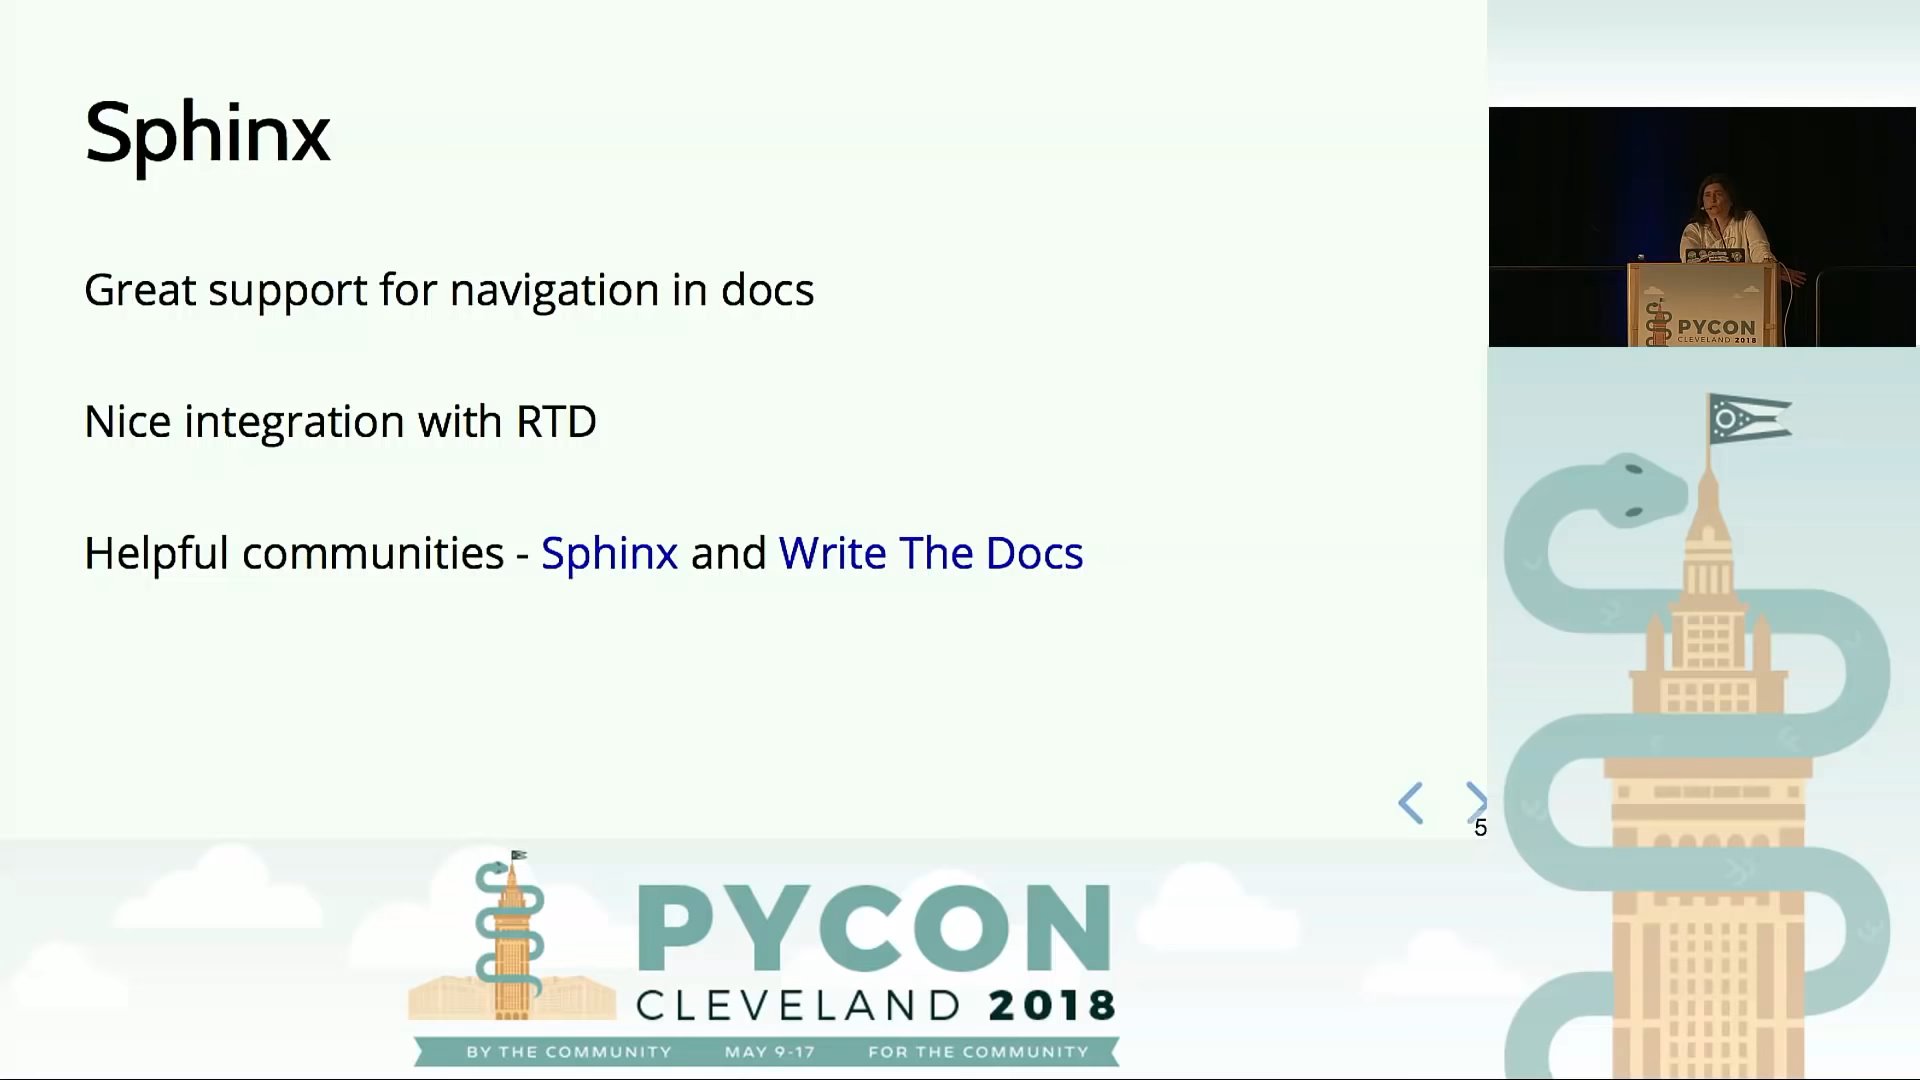 Sphinx
Great support for navigation in docs
Nice integration with RTD
Helpful communities - Sphinx and Write The Docs
5
PYCON
CLEVELAND 2018
PYCON
CLEVELAND 2018
BY THE COMMUNITY MAY 9-17 FOR THE COMMUNITY